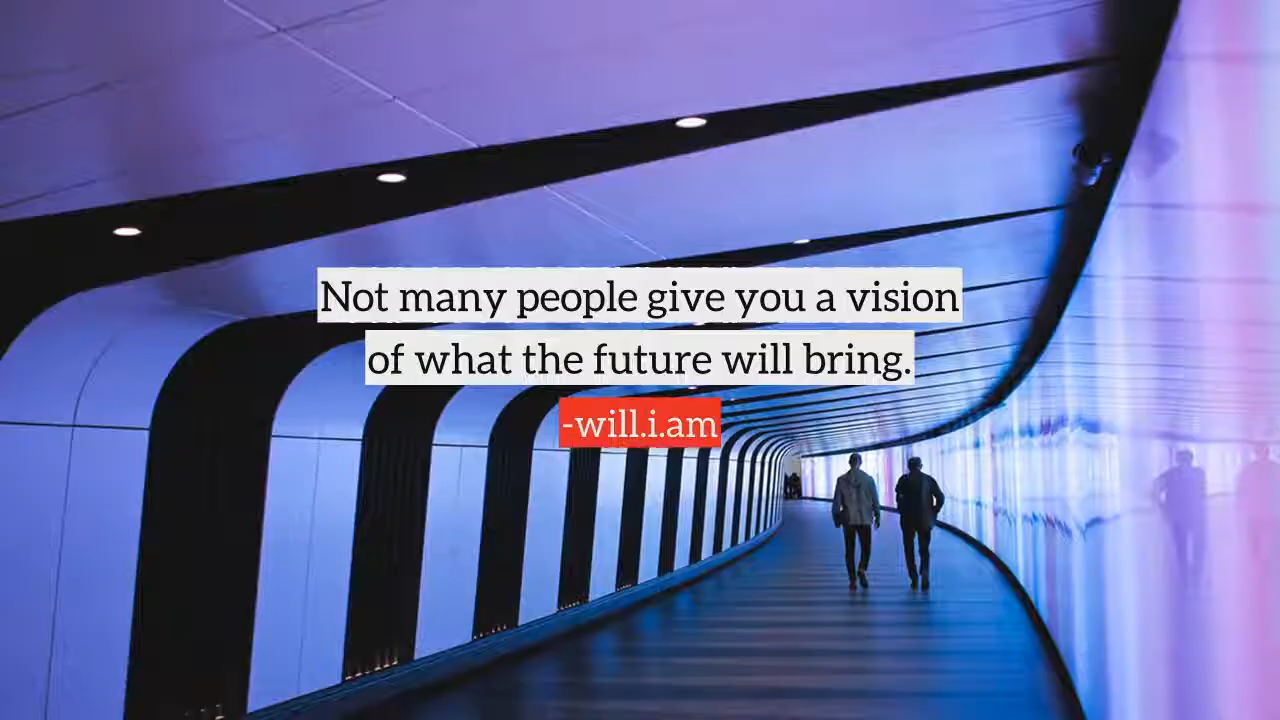 Not many people give you a vision
of what the future will bring.
-will.i.am